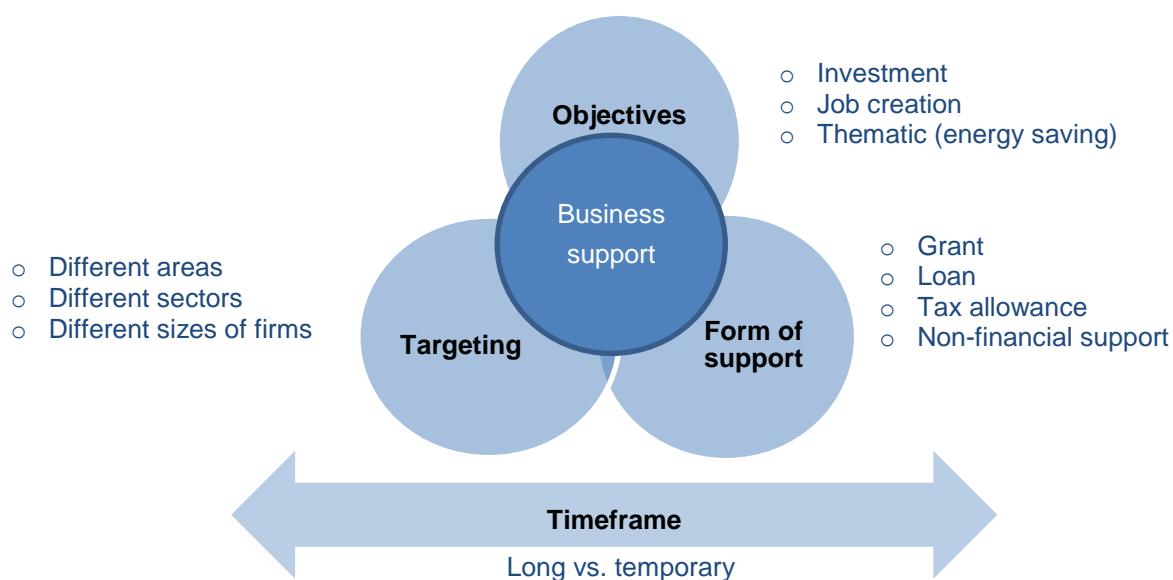 Objectives
o Investment
o Job creation
o Thematic (energy saving)
Business
support
o Different areas
o Different sectors
o Different sizes of firms
Targeting
Form of
support
o Grant
o Loan
o Tax allowance
o Non-financial support
Timeframe
Long vs. temporary